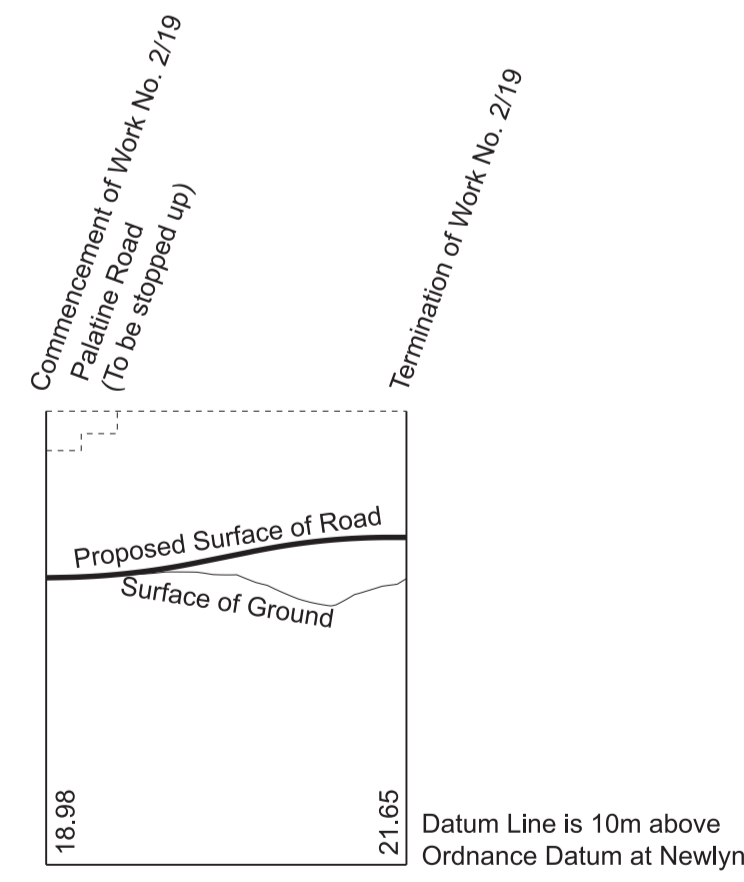 Commencement of Work No. 2/19
Palatine Road
(To be stopped up)
Termination of Work No. 2/19
Proposed Surface of Road
Surface of Ground
18.98
21.65
Datum Line is 10m above
Ordnance Datum at Newlyn